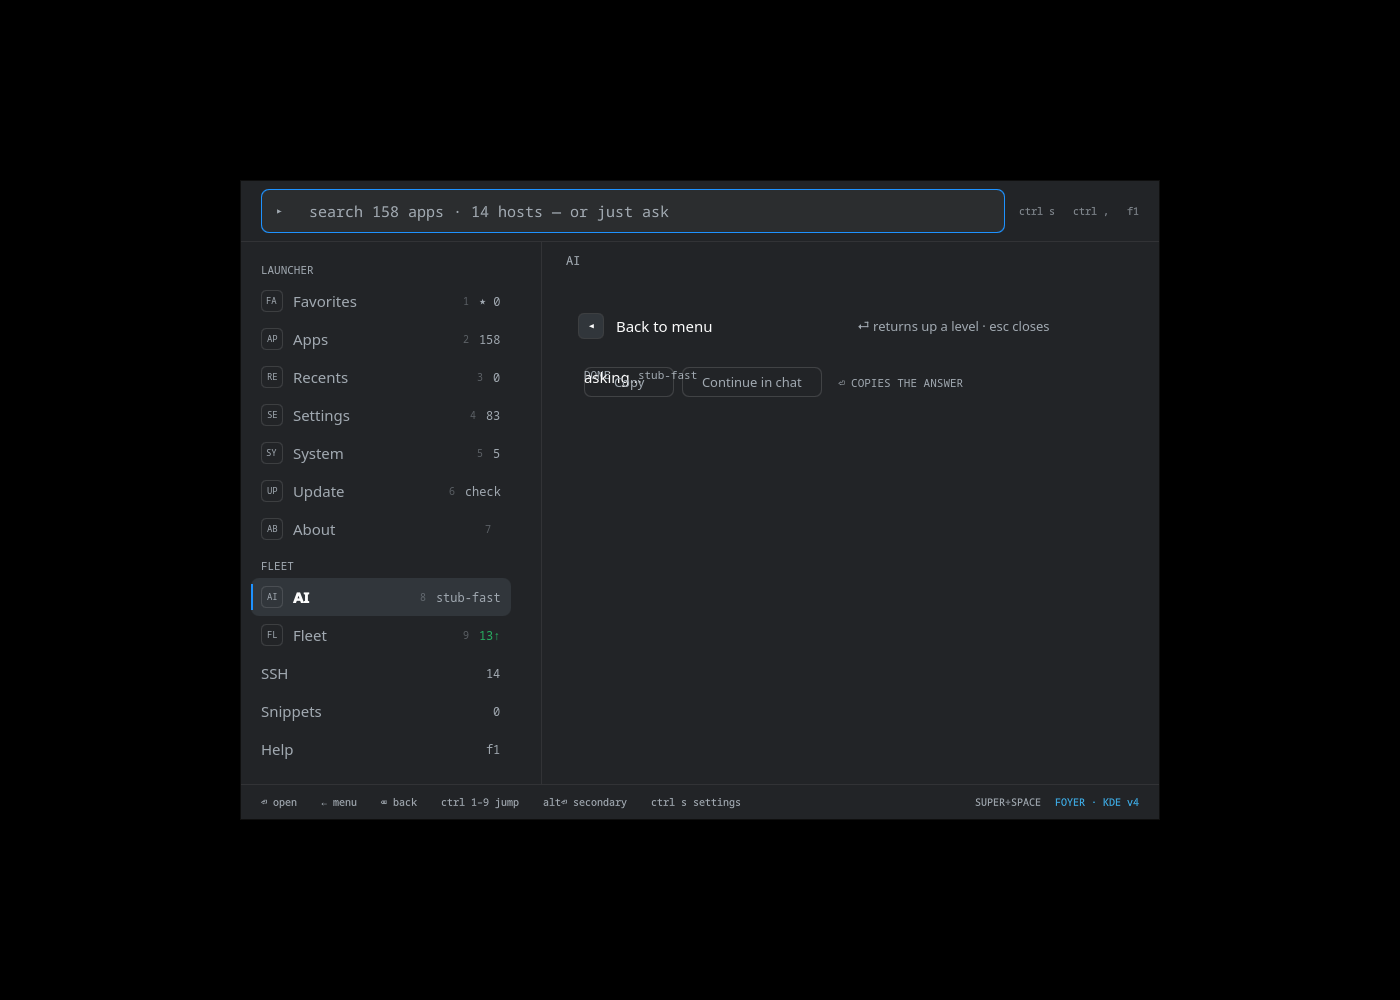 ▸ search 158 apps · 14 hosts — or just ask
ctrl s ctrl , f1
LAUNCHER
FA Favorites 1 ★ 0
AP Apps 2 158
RE Recents 3 0
SE Settings 4 83
SY System 5 5
UP Update 6 check
AB About 7
FLEET
AI AI 8 stub-fast
FL Fleet 9 13↑
SSH 14
Snippets 0
Help f1
AI
◂ Back to menu ⏎ returns up a level · esc closes
DONE stub-fast
asking…
Copy Continue in chat ⏎ COPIES THE ANSWER
⏎ open ← menu ⌫ back ctrl 1–9 jump alt⏎ secondary ctrl s settings
SUPER+SPACE FOYER · KDE v4